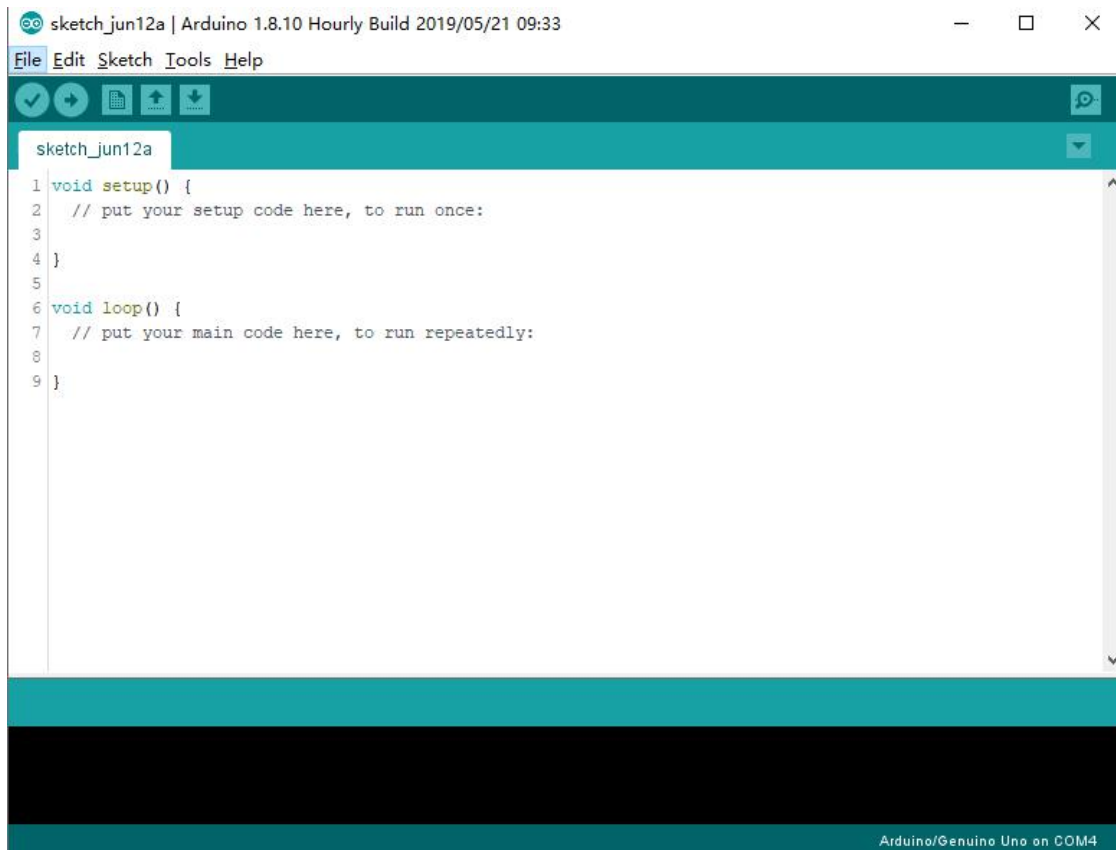 sketch_jun12a | Arduino 1.8.10 Hourly Build 2019/05/21 09:33
File Edit Sketch Tools Help
sketch_jun12a
1 void setup() {
2   // put your setup code here, to run once:
3
4 }
5
6 void loop() {
7   // put your main code here, to run repeatedly:
8
9 }
Arduino/Genuino Uno on COM4